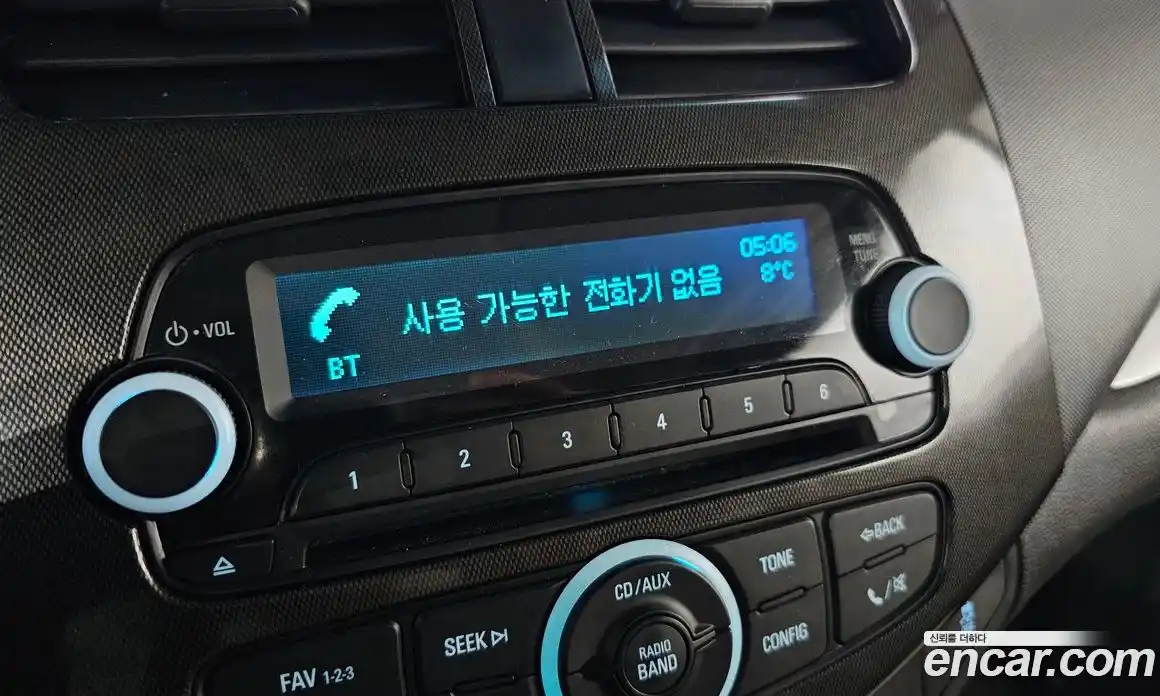 05:06
8°C
사용 가능한 전화기 없음
BT
VOL
MENU
TONE
1 2 3 4 5 6
CD/AUX
RADIO
BAND
TONE
BACK
SEEK
CONFIG
FAV 1-2-3
신뢰를 더하다
encar.com